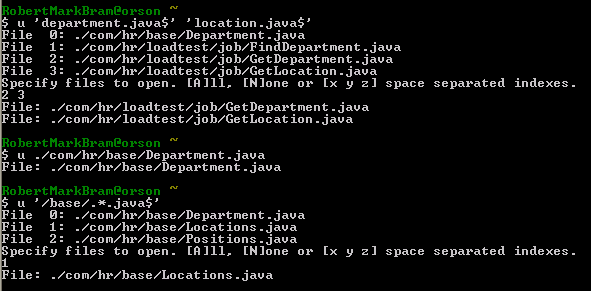 RobertMarkBram@orson ~
$ u 'department.java$' 'location.java$'
File  0: ./com/hr/base/Department.java
File  1: ./com/hr/loadtest/job/FindDepartment.java
File  2: ./com/hr/loadtest/job/GetDepartment.java
File  3: ./com/hr/loadtest/job/GetLocation.java
Specify files to open. [A]ll, [N]one or [x y z] space separated indexes.
2 3
File: ./com/hr/loadtest/job/GetDepartment.java
File: ./com/hr/loadtest/job/GetLocation.java
RobertMarkBram@orson ~
$ u ./com/hr/base/Department.java
File: ./com/hr/base/Department.java
RobertMarkBram@orson ~
$ u '/base/.*.java$'
File  0: ./com/hr/base/Department.java
File  1: ./com/hr/base/Locations.java
File  2: ./com/hr/base/Positions.java
Specify files to open. [A]ll, [N]one or [x y z] space separated indexes.
1
File: ./com/hr/base/Locations.java